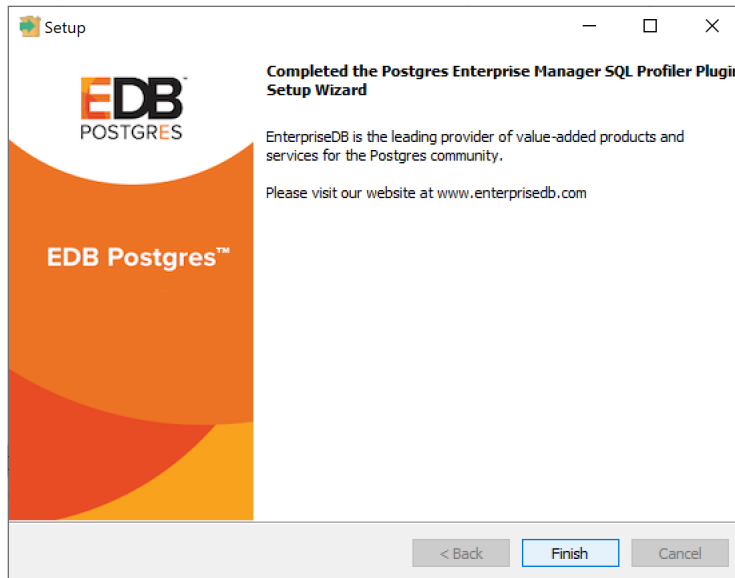 Setup
EDB
POSTGRES
Completed the Postgres Enterprise Manager SQL Profiler Plugin
Setup Wizard
EnterpriseDB is the leading provider of value-added products and
services for the Postgres community.
Please visit our website at www.enterprisedb.com
EDB Postgres™
< Back
Finish
Cancel